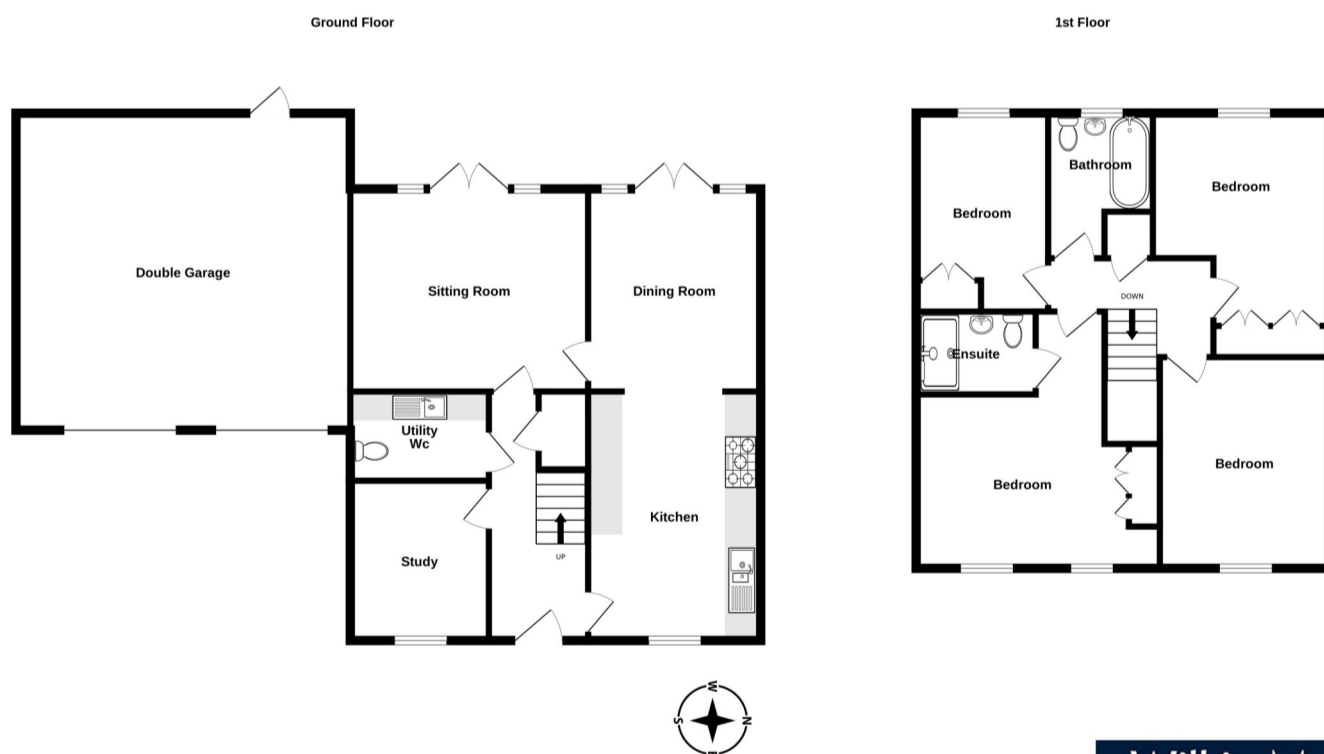 Ground Floor
1st Floor
Double Garage
Sitting Room
Dining Room
Utility
Wc
Kitchen
Study
UP
Bathroom
Bedroom
Bedroom
DOWN
Ensuite
Bedroom
Bedroom
W
S
N